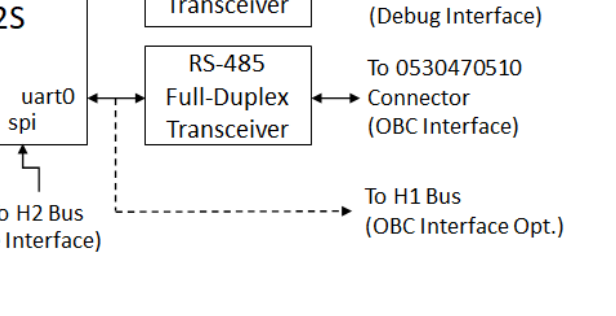 2S
Transceiver
(Debug Interface)
RS-485
Full-Duplex
Transceiver
uart0
spi
To 0530470510
Connector
(OBC Interface)
o H2 Bus
Interface)
To H1 Bus
(OBC Interface Opt.)